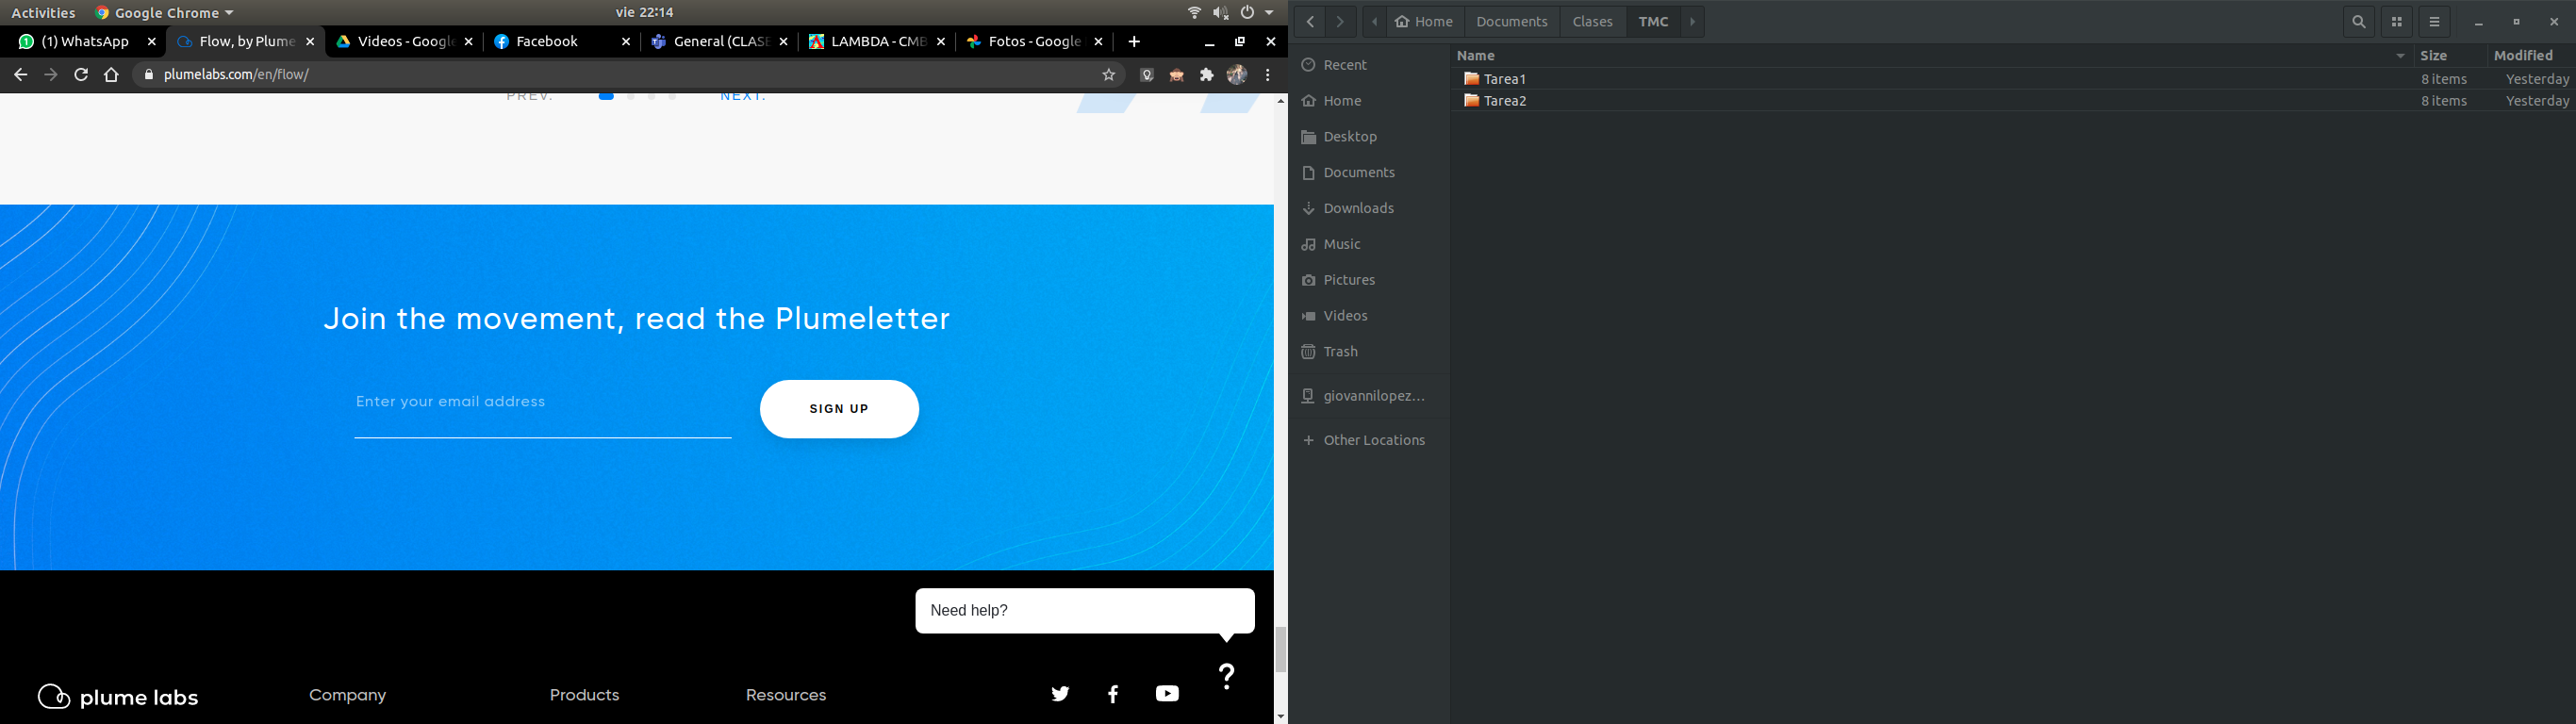 Activities
Google Chrome
vie 22:14
(1) WhatsApp
Flow, by Plume
Videos - Google
Facebook
General (CLASE
LAMBDA - CMB
Fotos - Google
plumelabs.com/en/flow/
PREV.
NEXT.
Join the movement, read the Plumeletter
Enter your email address
SIGN UP
Need help?
?
plume labs
Company
Products
Resources
Home
Documents
Clases
TMC
Name
Size
Modified
Tarea1
8 items
Yesterday
Tarea2
8 items
Yesterday
Recent
Home
Desktop
Documents
Downloads
Music
Pictures
Videos
Trash
giovannilopez…
Other Locations